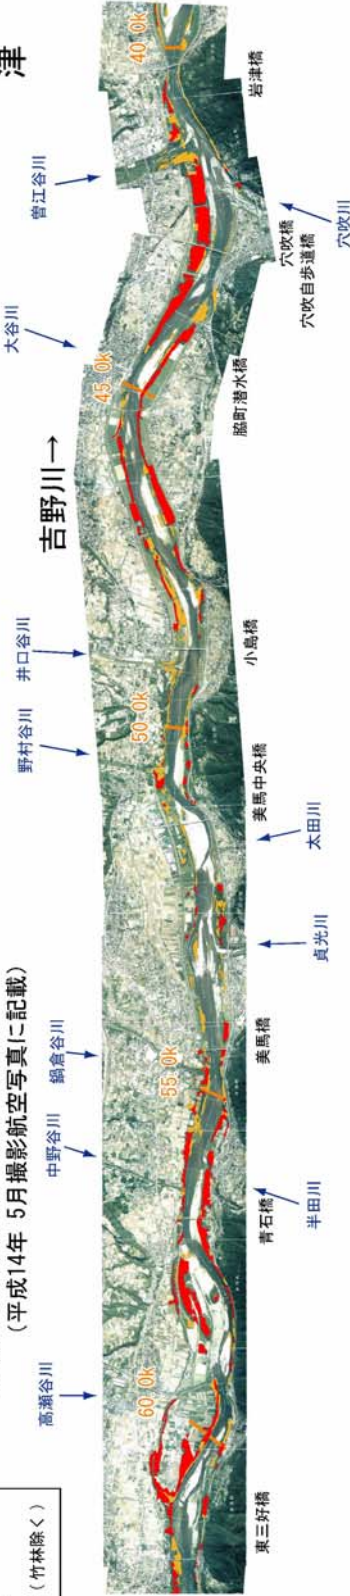 （竹林除く）
（平成14年 5月撮影航空写真に記載）
津
吉野川→
高瀬谷川
中野谷川
鍋倉谷川
野村谷川
井口谷川
大谷川
曽江谷川
60.0k
55.0k
50.0k
45.0k
40.0k
東三好橋
青石橋
半田川
美馬橋
貞光川
美馬中央橋
太田川
小島橋
脇町潜水橋
穴吹橋
穴吹自歩道橋
穴吹川
岩津橋